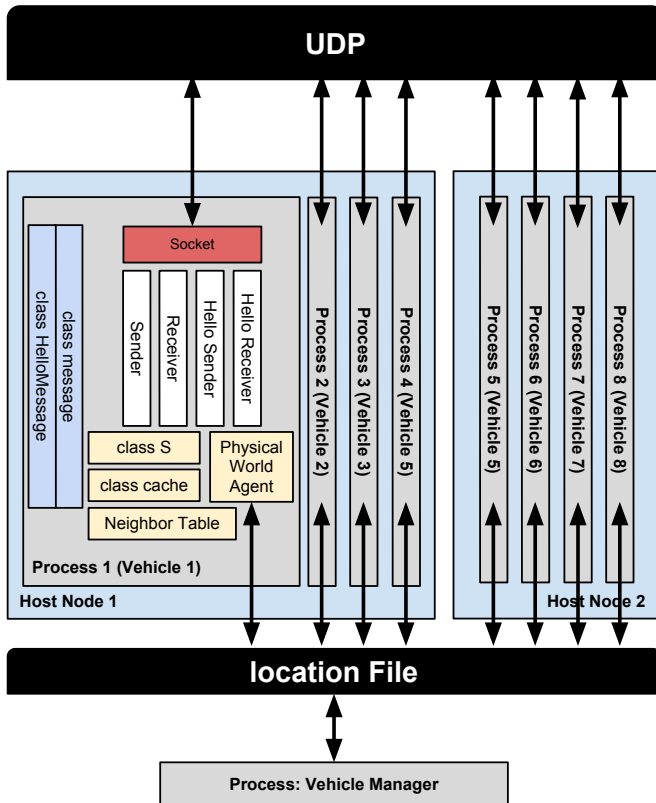 UDP
Socket
class HelloMessage
class message
Sender
Receiver
Hello Sender
Hello Receiver
class S
class cache
Neighbor Table
Physical
World
Agent
Process 1 (Vehicle 1)
Host Node 1
Process 2 (Vehicle 2)
Process 3 (Vehicle 3)
Process 4 (Vehicle 5)
Process 5 (Vehicle 5)
Process 6 (Vehicle 6)
Process 7 (Vehicle 7)
Process 8 (Vehicle 8)
Host Node 2
location File
Process: Vehicle Manager